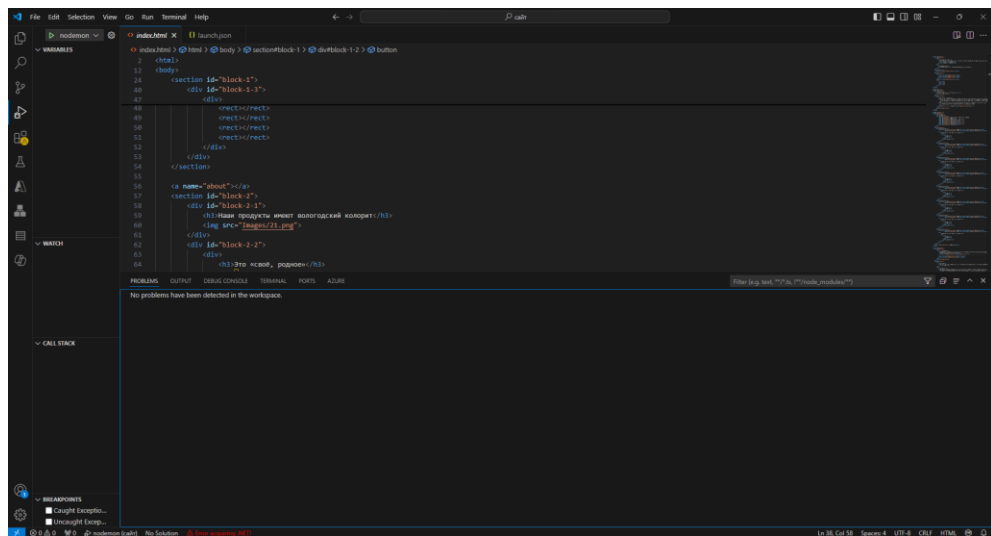 File Edit Selection View Go Run Terminal Help
сайт
nodemon
index.html
launch.json
index.html > html > body > section#block-1 > div#block-1-2 > button
VARIABLES
2 <html>
12 <body>
24 <section id="block-1">
40 <div id="block-1-3">
47 <div>
48 <rect></rect>
49 <rect></rect>
50 <rect></rect>
51 <rect></rect>
52 </div>
53 </div>
54 </section>
55
56 <a name="about"></a>
57 <section id="block-2">
58 <div id="block-2-1">
59 <h3>Наши продукты имеют вологодский колорит</h3>
60 <img src="Images/21.png">
61 </div>
62 <div id="block-2-2">
63 <div>
64 <h3>Это «своё, родное»</h3>
WATCH
PROBLEMS OUTPUT DEBUG CONSOLE TERMINAL PORTS AZURE
Filter (e.g. text, **/*.ts, !**/node_modules/**)
No problems have been detected in the workspace.
CALL STACK
BREAKPOINTS
Caught Exceptio...
Uncaught Excep...
0 0 0 nodemon (сайт) No Solution Error acquiring .NET!
Ln 38, Col 58 Spaces: 4 UTF-8 CRLF HTML